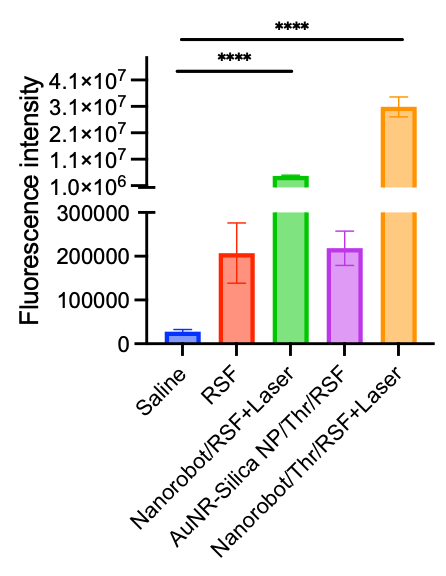 ****
****
Fluorescence intensity
4.1×10⁷
3.1×10⁷
2.1×10⁷
1.1×10⁷
1.0×10⁶
300000
200000
100000
0
Saline
RSF
Nanorobot/RSF+Laser
AuNR-Silica NP/Thr/RSF
Nanorobot/Thr/RSF+Laser